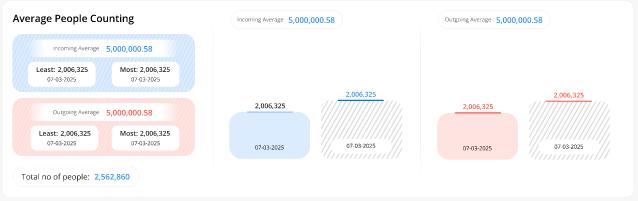 Average People Counting
Incoming Average 5,000,000.58
Least: 2,006,325
07-03-2025
Most: 2,006,325
07-03-2025
Outgoing Average 5,000,000.58
Least: 2,006,325
07-03-2025
Most: 2,006,325
07-03-2025
Total no of people: 2,562,860
Incoming Average 5,000,000.58
2,006,325
07-03-2025
2,006,325
07-03-2025
Outgoing Average 5,000,000.58
2,006,325
07-03-2025
2,006,325
07-03-2025